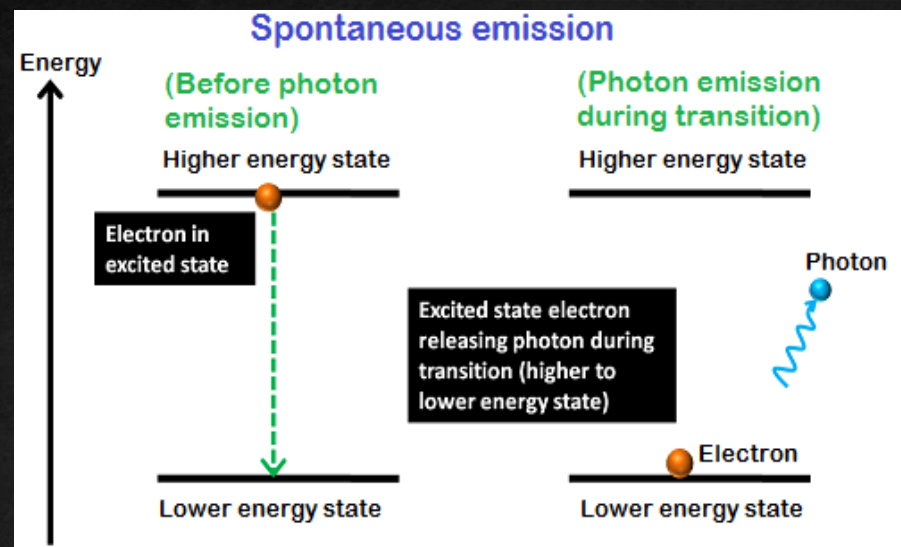 Spontaneous emission
Energy
(Before photon
emission)
(Photon emission
during transition)
Higher energy state
Higher energy state
Electron in
excited state
Photon
Excited state electron
releasing photon during
transition (higher to
lower energy state)
Electron
Lower energy state
Lower energy state